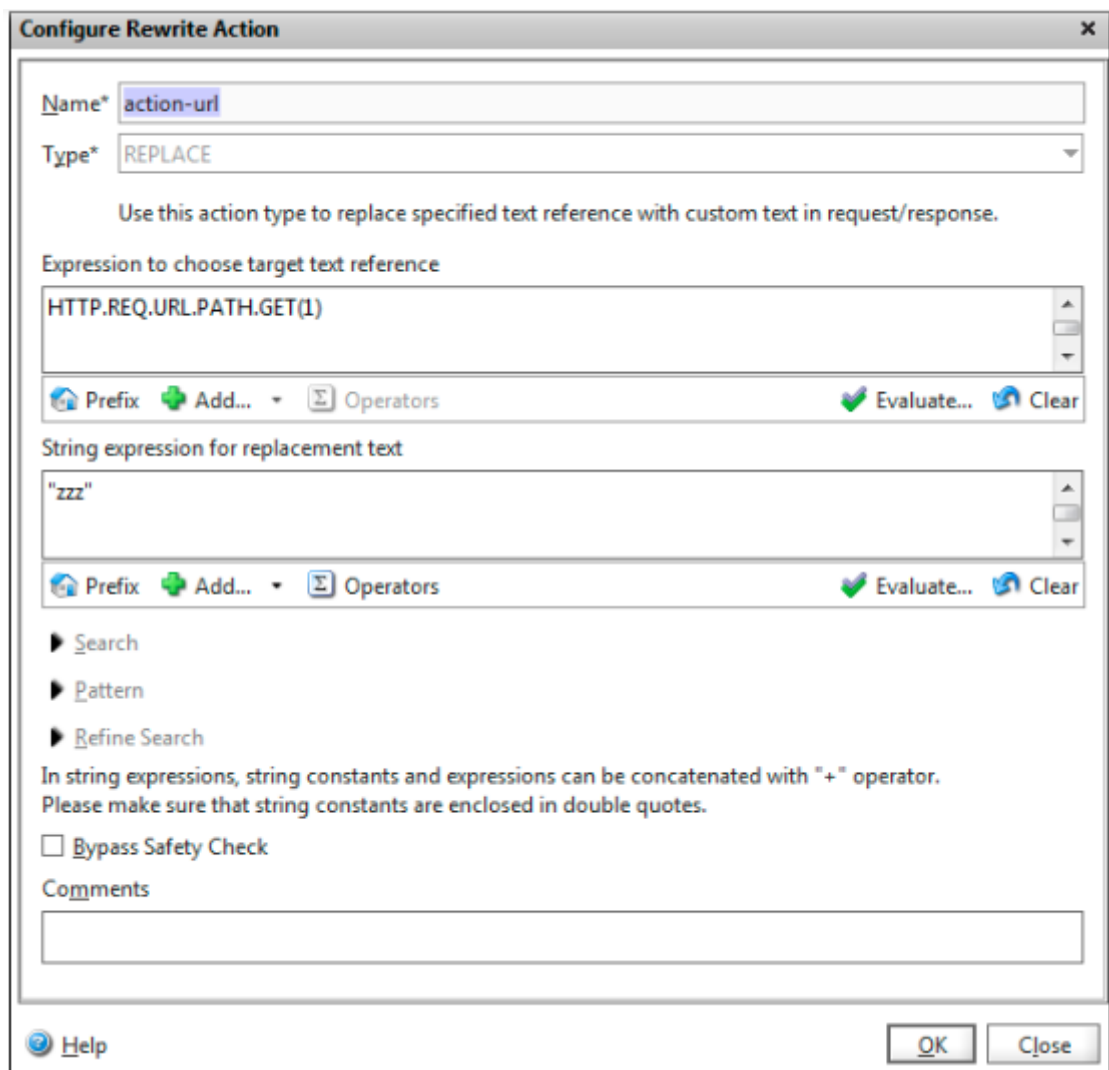 Configure Rewrite Action x
Name* action-url
Type* REPLACE
Use this action type to replace specified text reference with custom text in request/response.
Expression to choose target text reference
HTTP.REQ.URL.PATH.GET(1)
Prefix Add... Operators Evaluate... Clear
String expression for replacement text
"zzz"
Prefix Add... Operators Evaluate... Clear
Search
Pattern
Refine Search
In string expressions, string constants and expressions can be concatenated with "+" operator.
Please make sure that string constants are enclosed in double quotes.
Bypass Safety Check
Comments
Help OK Close